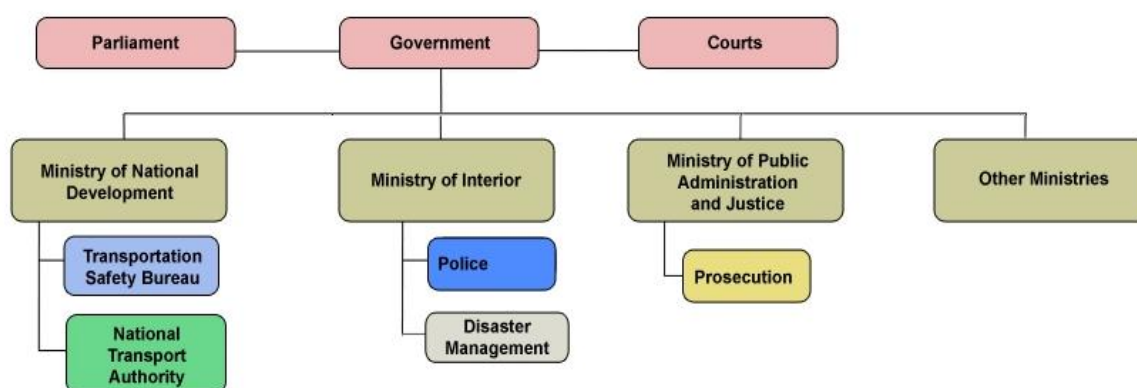 Parliament
Government
Courts
Ministry of National
Development
Ministry of Interior
Ministry of Public
Administration
and Justice
Other Ministries
Transportation
Safety Bureau
Police
Prosecution
National
Transport
Authority
Disaster
Management